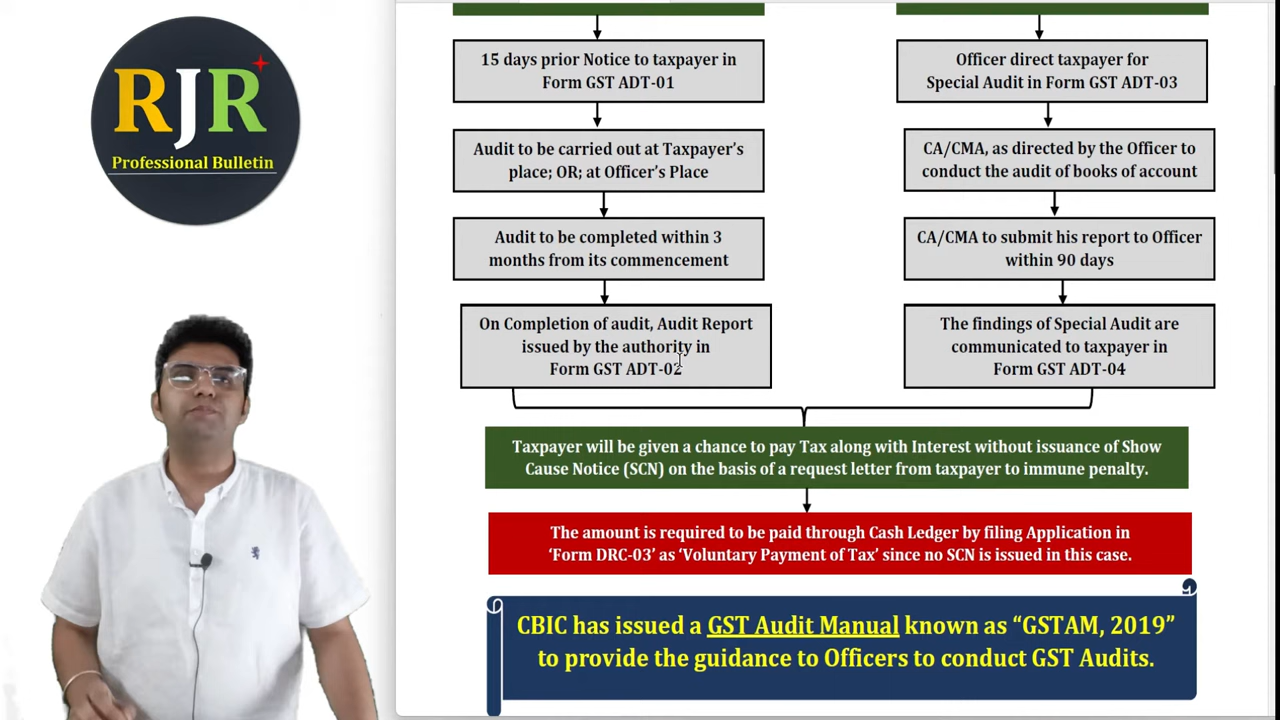 RJR
Professional Bulletin
15 days prior Notice to taxpayer in
Form GST ADT-01
Audit to be carried out at Taxpayer's
place; OR; at Officer's Place
Audit to be completed within 3
months from its commencement
On Completion of audit, Audit Report
issued by the authority in
Form GST ADT-02
Officer direct taxpayer for
Special Audit in Form GST ADT-03
CA/CMA, as directed by the Officer to
conduct the audit of books of account
CA/CMA to submit his report to Officer
within 90 days
The findings of Special Audit are
communicated to taxpayer in
Form GST ADT-04
Taxpayer will be given a chance to pay Tax along with Interest without issuance of Show
Cause Notice (SCN) on the basis of a request letter from taxpayer to immune penalty.
The amount is required to be paid through Cash Ledger by filing Application in
'Form DRC-03' as 'Voluntary Payment of Tax' since no SCN is issued in this case.
CBIC has issued a GST Audit Manual known as "GSTAM, 2019"
to provide the guidance to Officers to conduct GST Audits.